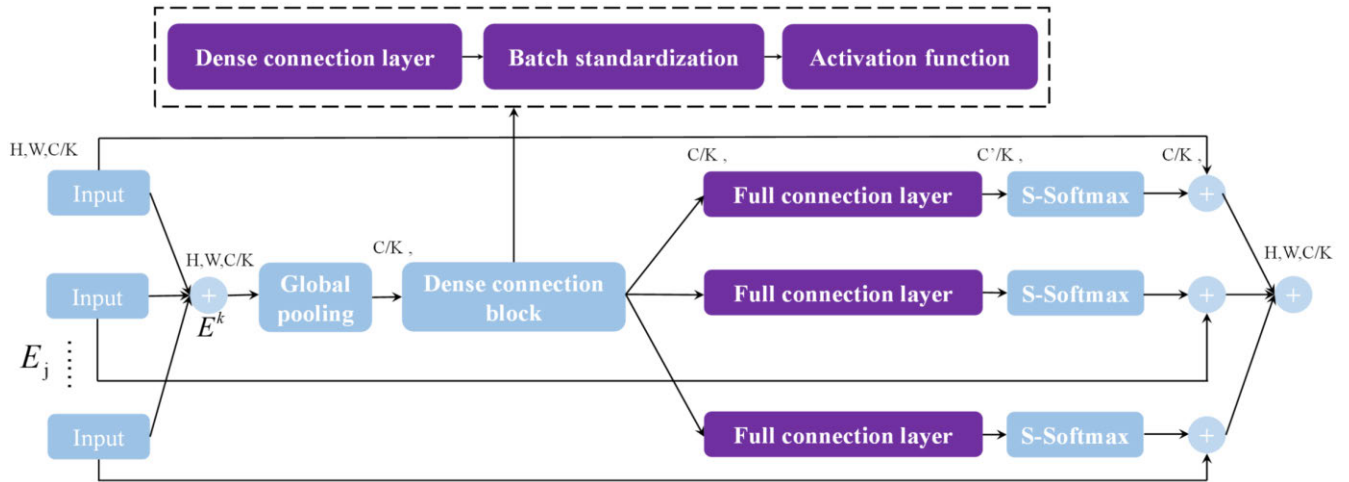 Dense connection layer
Batch standardization
Activation function
H,W,C/K
C/K ,
C`/K ,
C/K ,
Input
Full connection layer
S-Softmax
+
H,W,C/K
C/K ,
H,W,C/K
Input
+
Global
pooling
Dense connection
block
Full connection layer
S-Softmax
+
+
E^k
E_j
Input
Full connection layer
S-Softmax
+